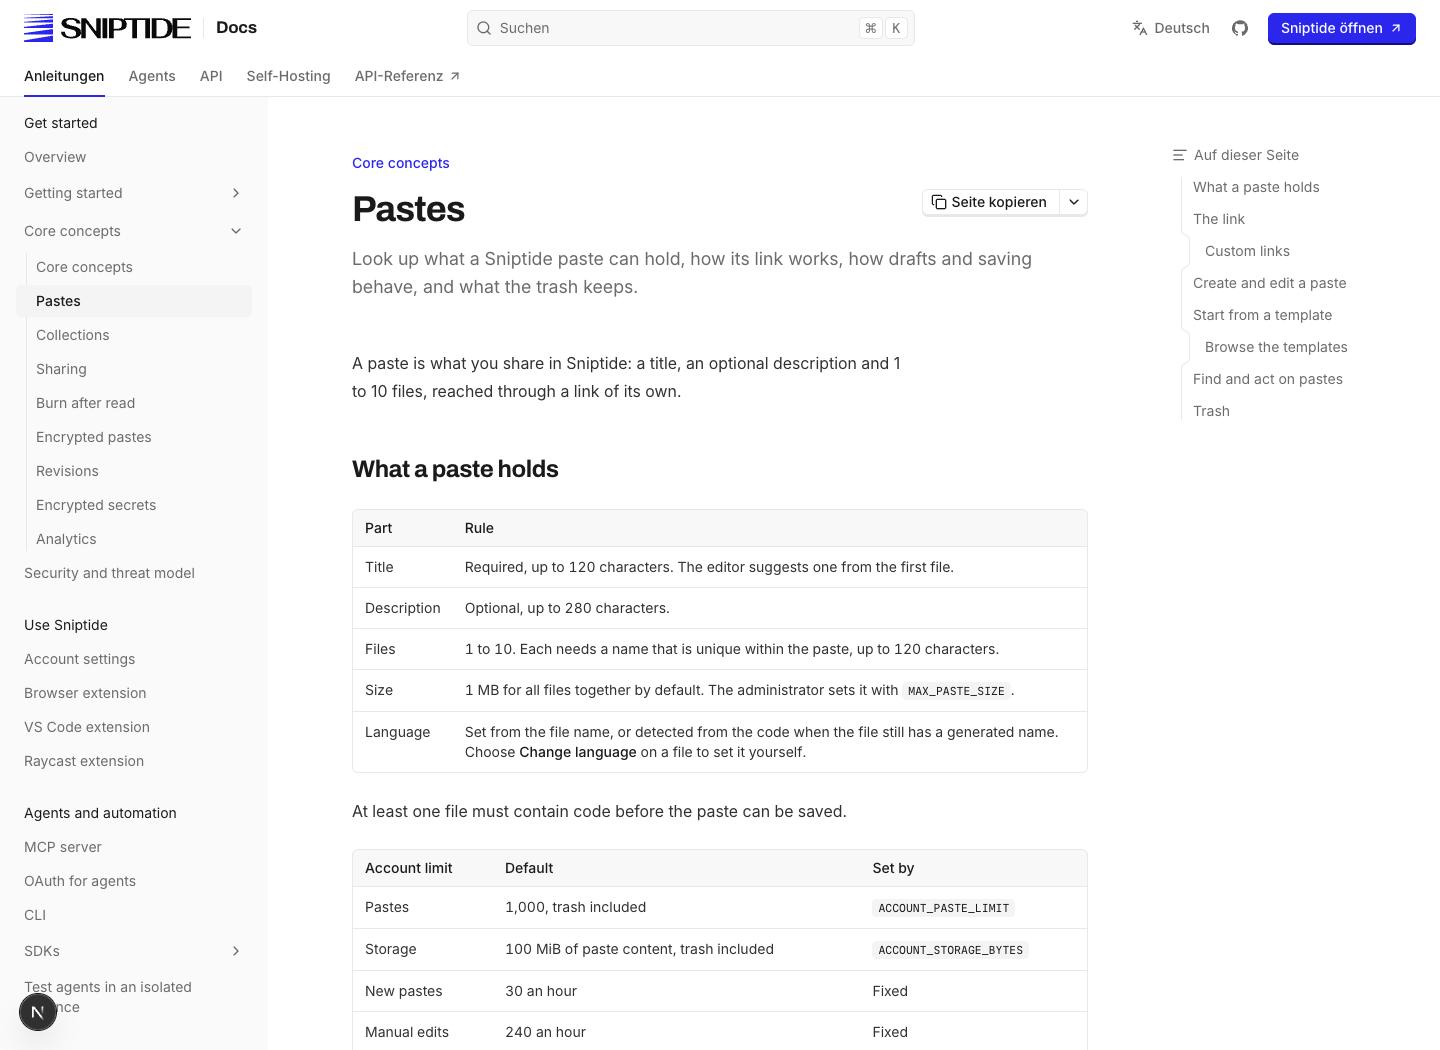 SNIPTIDE
Docs
Suchen
⌘ K
Deutsch
Sniptide öffnen
Anleitungen
Agents
API
Self-Hosting
API-Referenz
Get started
Overview
Getting started
Core concepts
Core concepts
Pastes
Collections
Sharing
Burn after read
Encrypted pastes
Revisions
Encrypted secrets
Analytics
Security and threat model
Use Sniptide
Account settings
Browser extension
VS Code extension
Raycast extension
Agents and automation
MCP server
OAuth for agents
CLI
SDKs
Test agents in an isolated
N
Core concepts
Pastes
Seite kopieren
Look up what a Sniptide paste can hold, how its link works, how drafts and saving
behave, and what the trash keeps.
A paste is what you share in Sniptide: a title, an optional description and 1
to 10 files, reached through a link of its own.
What a paste holds
Part Rule
Title Required, up to 120 characters. The editor suggests one from the first file.
Description Optional, up to 280 characters.
Files 1 to 10. Each needs a name that is unique within the paste, up to 120 characters.
Size 1 MB for all files together by default. The administrator sets it with MAX_PASTE_SIZE.
Language Set from the file name, or detected from the code when the file still has a generated name.
Choose Change language on a file to set it yourself.
At least one file must contain code before the paste can be saved.
Account limit Default Set by
Pastes 1,000, trash included ACCOUNT_PASTE_LIMIT
Storage 100 MiB of paste content, trash included ACCOUNT_STORAGE_BYTES
New pastes 30 an hour Fixed
Manual edits 240 an hour Fixed
Auf dieser Seite
What a paste holds
The link
Custom links
Create and edit a paste
Start from a template
Browse the templates
Find and act on pastes
Trash